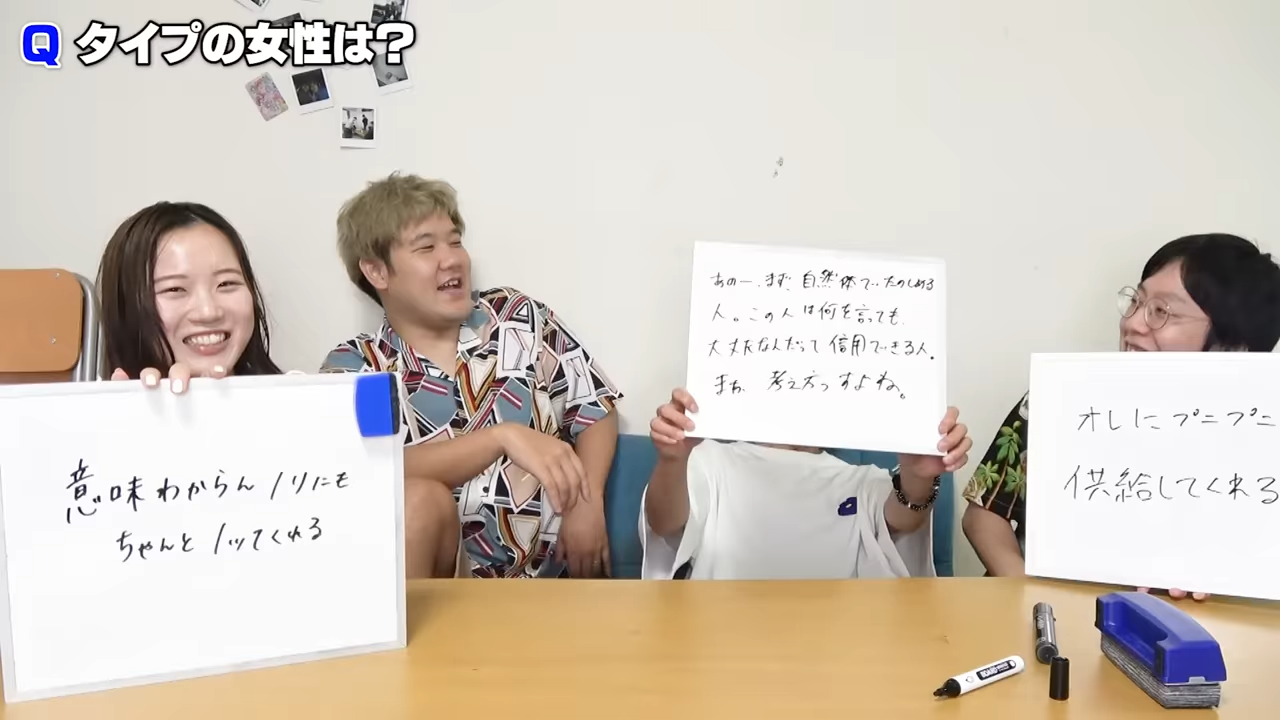 Q タイプの女性は?
意味わからんノリにも
ちゃんとノッてくれる
あのー、まず、自然体で、たのしめる
人。この人は何を言っても、
大丈夫なんだって信用できる人。
まぁ、考え方っすよね。
オレにプニプニ
供給してくれる